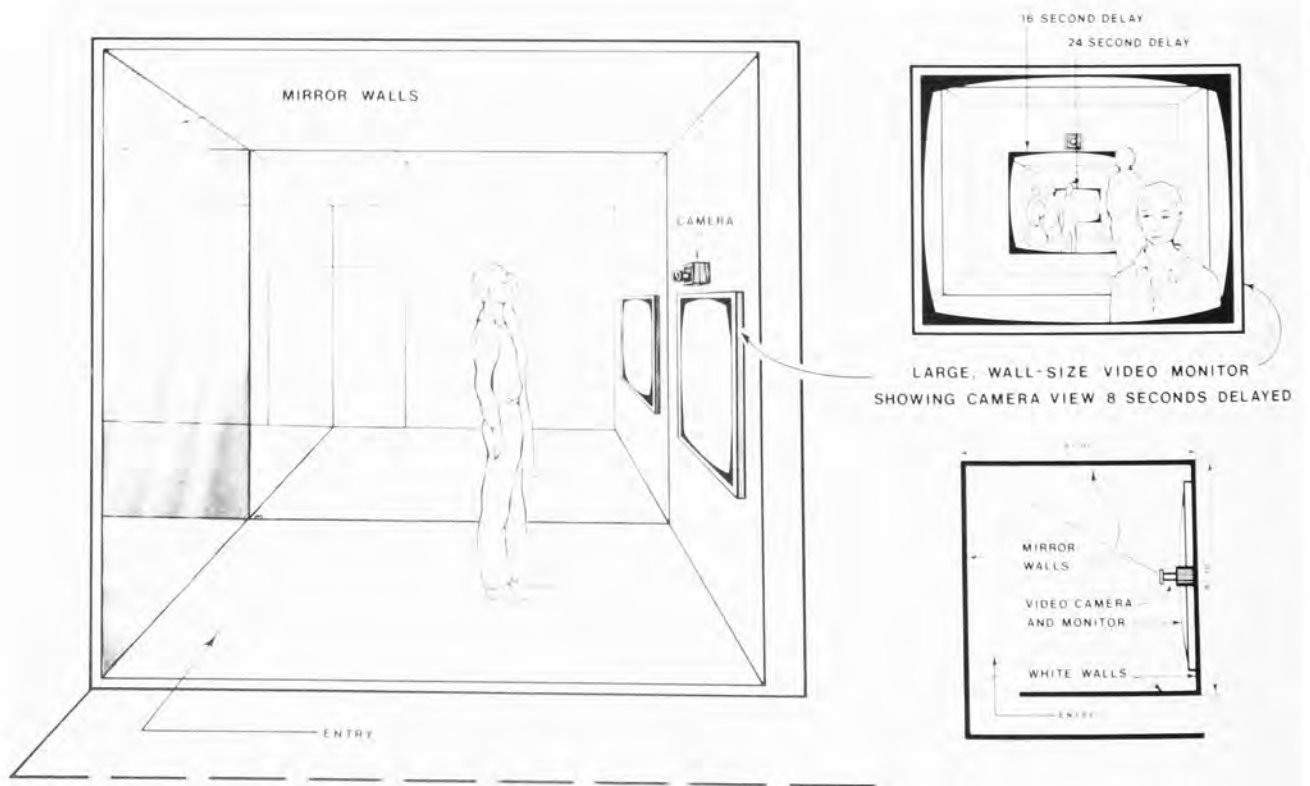 MIRROR WALLS
CAMERA
ENTRY
16 SECOND DELAY
24 SECOND DELAY
LARGE, WALL-SIZE VIDEO MONITOR
SHOWING CAMERA VIEW 8 SECONDS DELAYED
MIRROR
WALLS
VIDEO CAMERA
AND MONITOR
WHITE WALLS
ENTRY